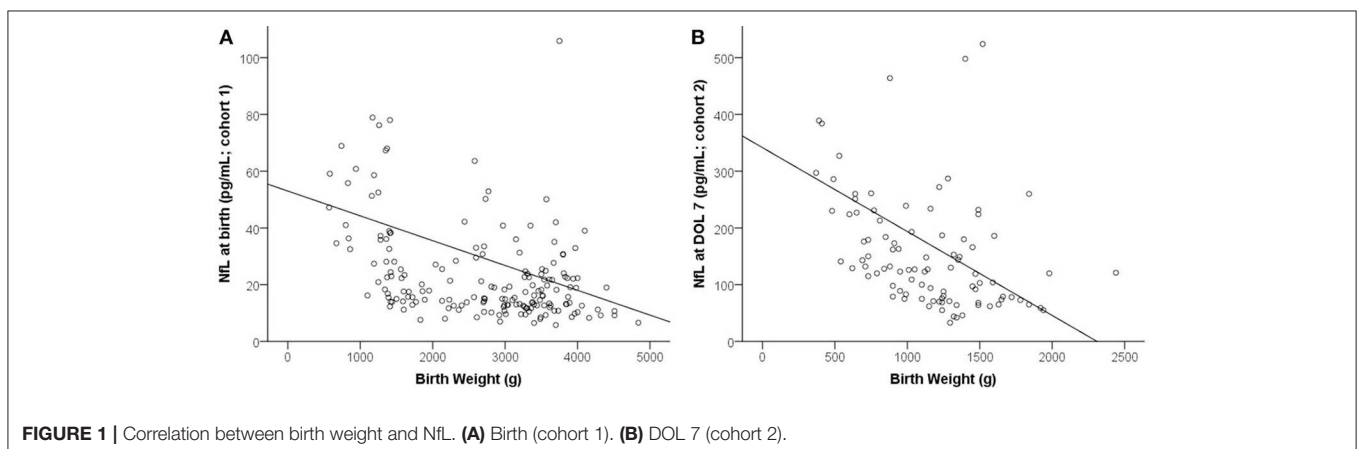 A
B
NfL at birth (pg/mL; cohort 1)
100
80
60
40
20
0
0 1000 2000 3000 4000 5000
Birth Weight (g)
NfL at DOL 7 (pg/mL; cohort 2)
500
400
300
200
100
0
0 500 1000 1500 2000 2500
Birth Weight (g)
FIGURE 1 | Correlation between birth weight and NfL. (A) Birth (cohort 1). (B) DOL 7 (cohort 2).